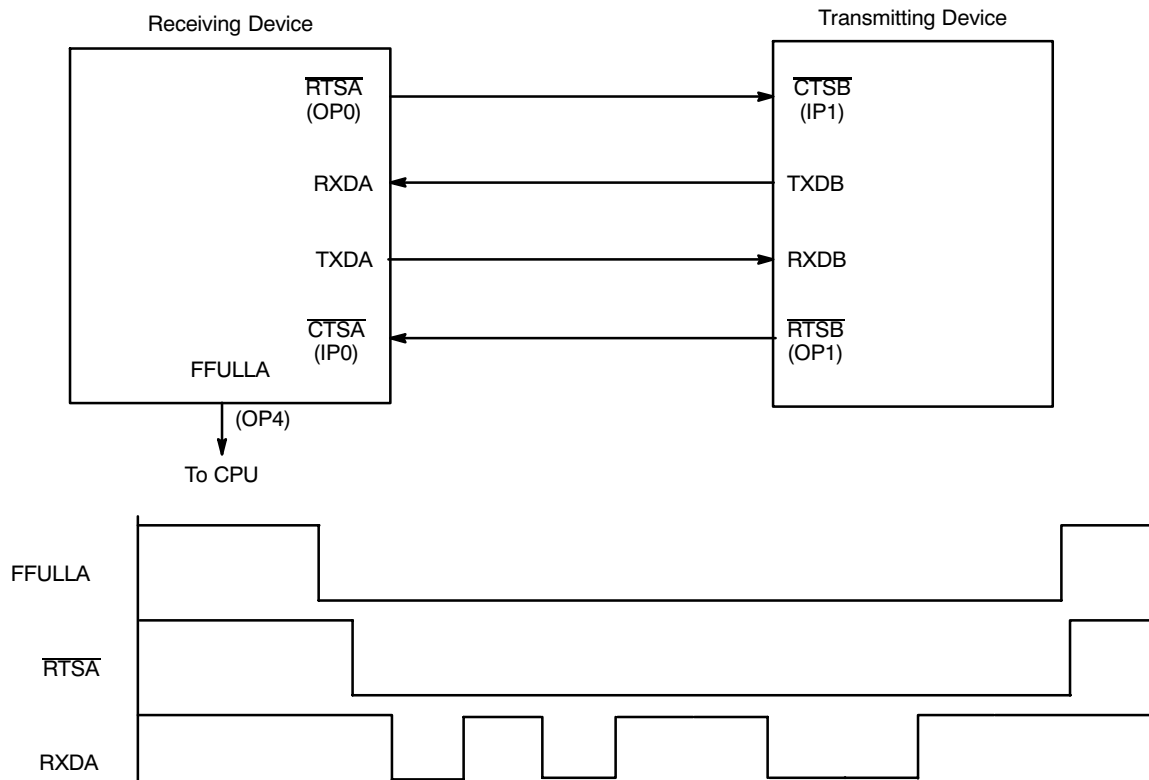 Receiving Device
Transmitting Device
RTSA
(OP0)
CTSB
(IP1)
RXDA
TXDB
TXDA
RXDB
CTSA
(IP0)
RTSB
(OP1)
FFULLA
(OP4)
To CPU
FFULLA
RTSA
RXDA